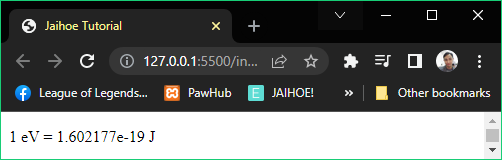 Jaihoe Tutorial
127.0.0.1:5500/in...
League of Legends... PawHub JAIHOE! » Other bookmarks
1 eV = 1.602177e-19 J